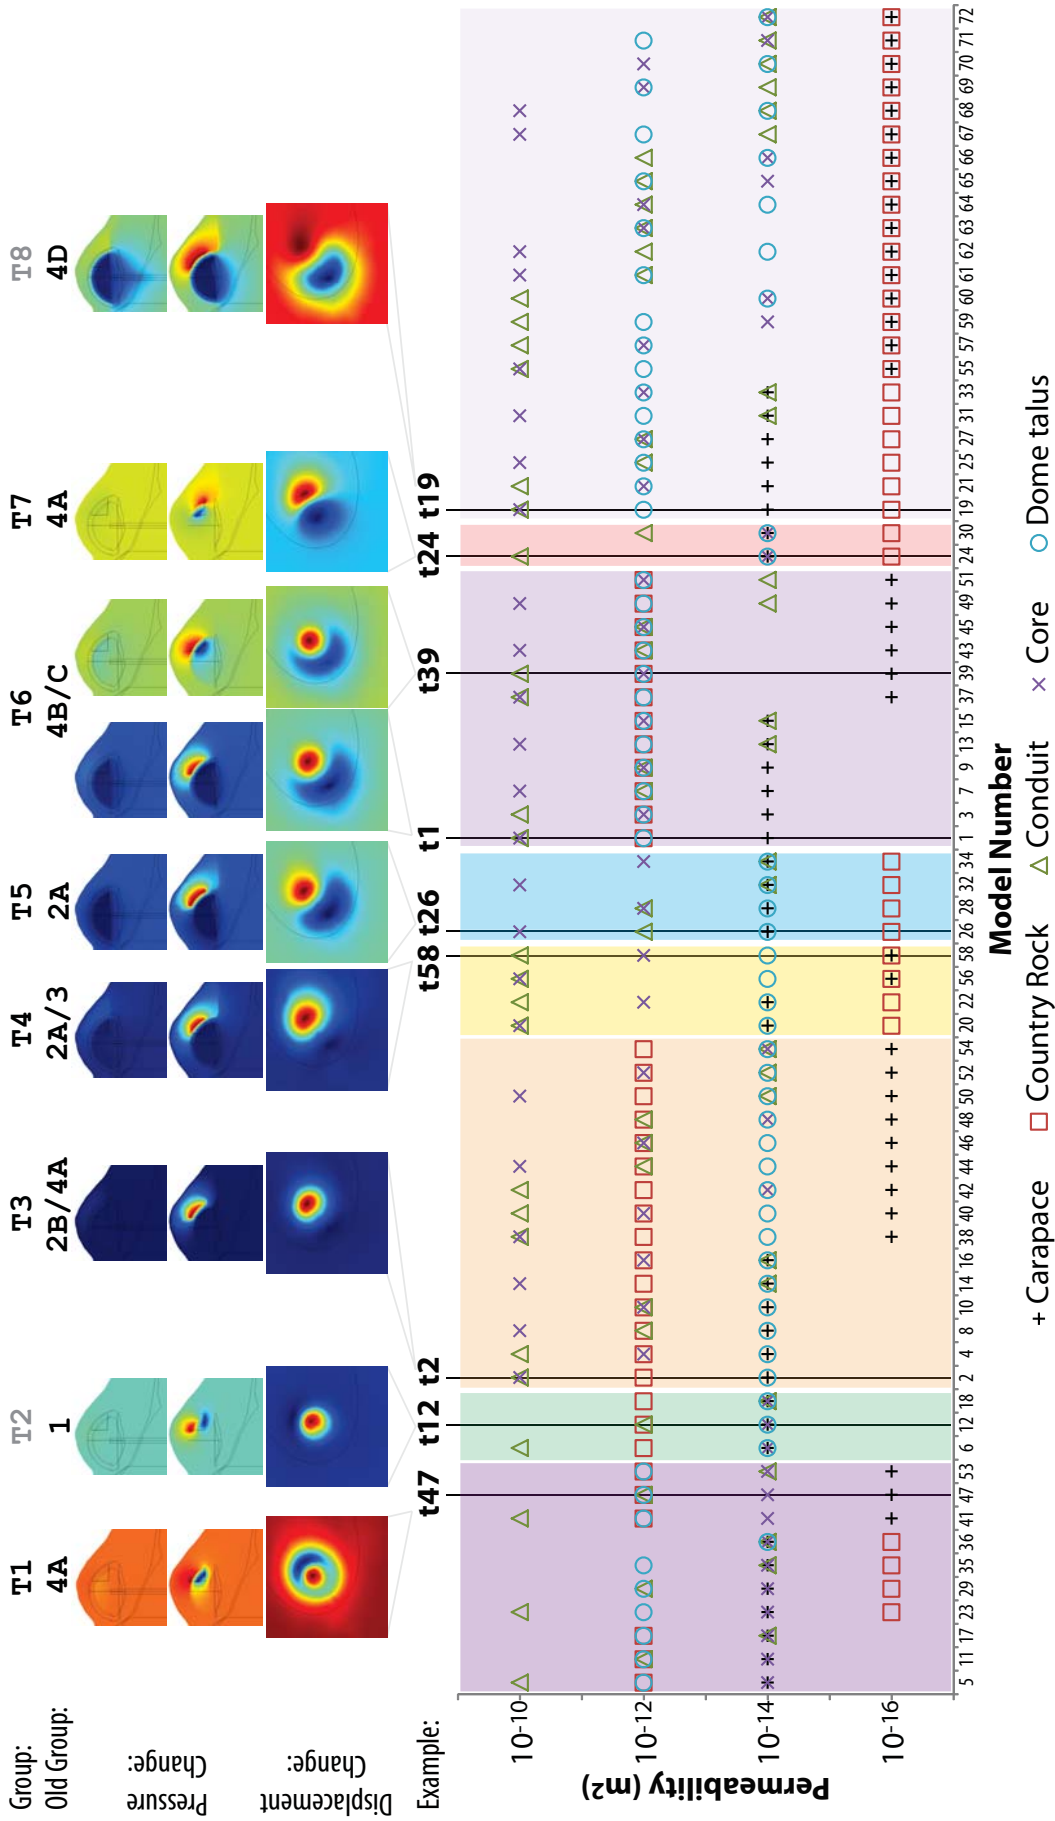 Group: T1 T2 T3 T4 T5 T6 T7 T8
Old Group: 4A 1 2B/4A 2A/3 2A 4B/C 4A 4D
Pressure
Change:
Displacement
Change:
Example: t47 t12 t2 t58 t26 t1 t39 t24 t19
10-10
10-12
10-14
10-16
Permeability (m2)
5 11 17 23 29 35 36 41 47 53 6 12 18 2 4 8 10 14 16 38 40 42 44 46 48 50 52 54 20 22 56 58 26 28 32 34 1 3 7 9 13 15 37 39 43 45 49 51 24 30 19 21 25 27 31 33 55 57 59 60 61 62 63 64 65 66 67 68 69 70 71 72
Model Number
+ Carapace □ Country Rock △ Conduit × Core ○ Dome talus